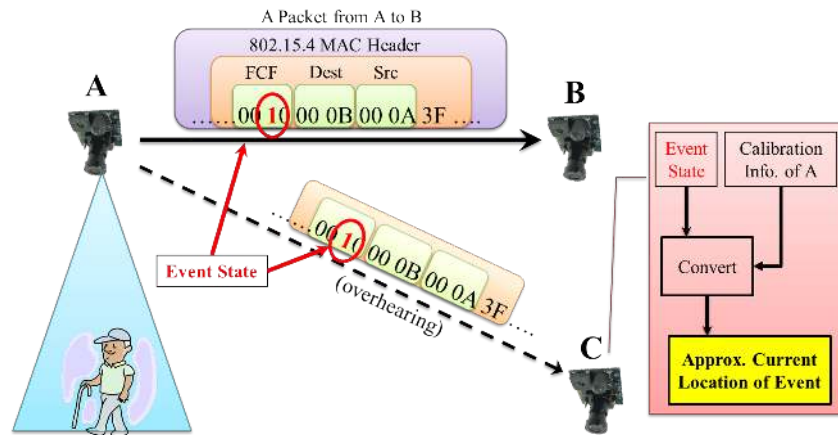 A Packet from A to B
802.15.4 MAC Header
FCF Dest Src
A
B
......00 10 00 0B 00 0A 3F ....
Event State
......00 10 00 0B 00 0A 3F ....
(overhearing)
C
Event State
Calibration Info. of A
Convert
Approx. Current
Location of Event